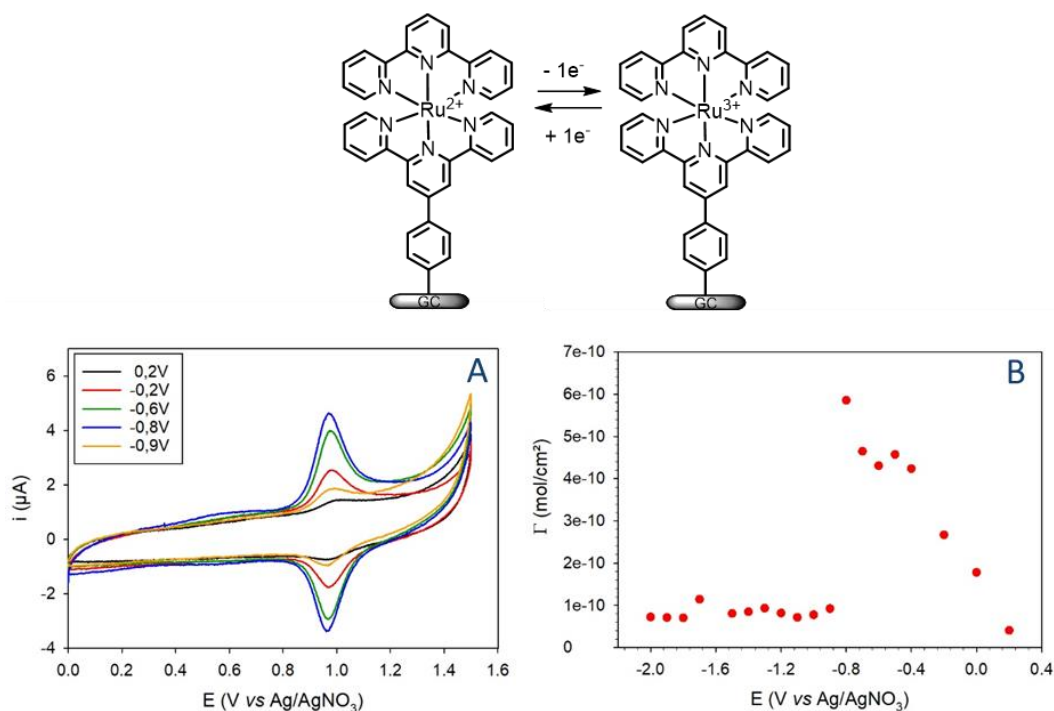 N N N
- 1e⁻
N N N
Ru²⁺
Ru³⁺
N N N
+ 1e⁻
N N N
GC
GC
A
0,2V
-0,2V
-0,6V
-0,8V
-0,9V
6
4
2
0
-2
-4
i (µA)
0.0 0.2 0.4 0.6 0.8 1.0 1.2 1.4 1.6
E (V vs Ag/AgNO₃)
B
7e-10
6e-10
5e-10
4e-10
3e-10
2e-10
1e-10
0
Γ (mol/cm²)
-2.0 -1.6 -1.2 -0.8 -0.4 0.0 0.4
E (V vs Ag/AgNO₃)